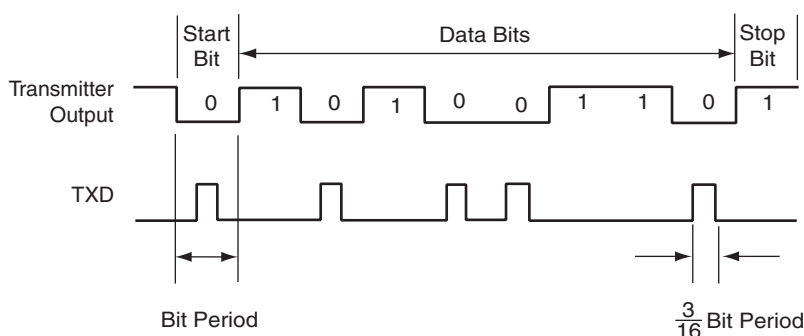 Start
Bit
Data Bits
Stop
Bit
Transmitter
Output
0 1 0 1 0 0 1 1 0 1
TXD
Bit Period
3
16 Bit Period